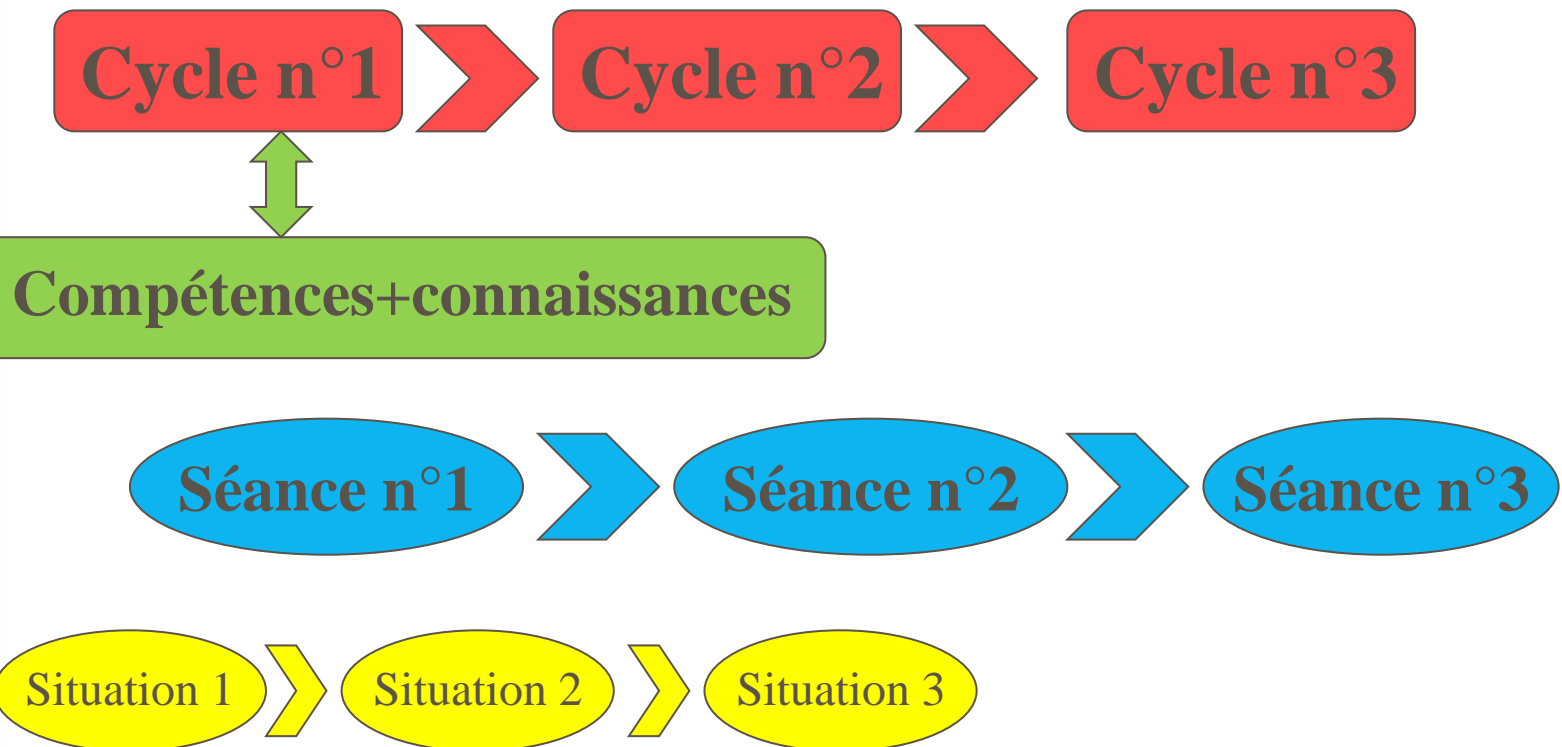 Cycle n°1 Cycle n°2 Cycle n°3
Compétences+connaissances
Séance n°1 Séance n°2 Séance n°3
Situation 1 Situation 2 Situation 3